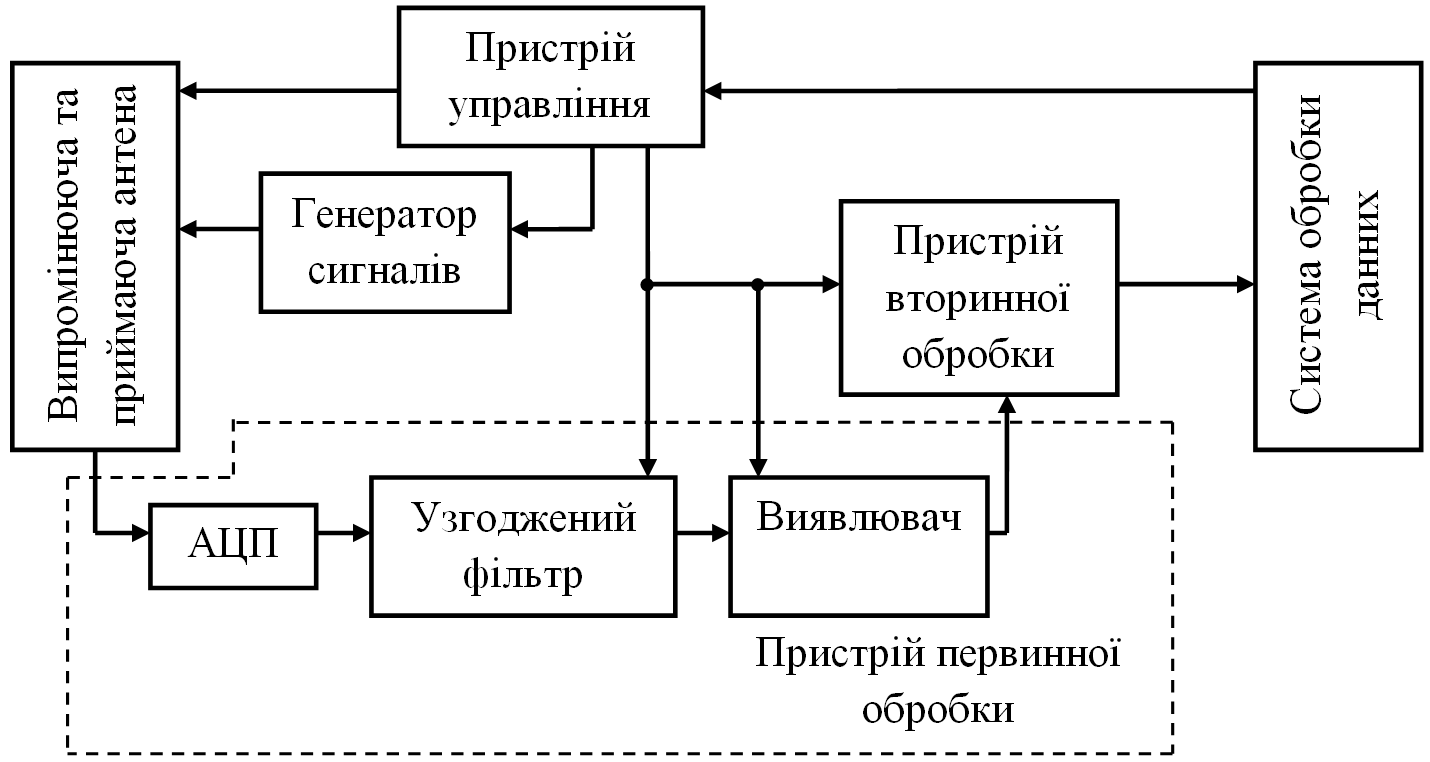 Пристрій
управління
Випромінююча та
приймаюча антена
Генератор
сигналів
Пристрій
вторинної
обробки
Система обробки
данних
АЦП
Узгоджений
фільтр
Виявлювач
Пристрій первинної
обробки